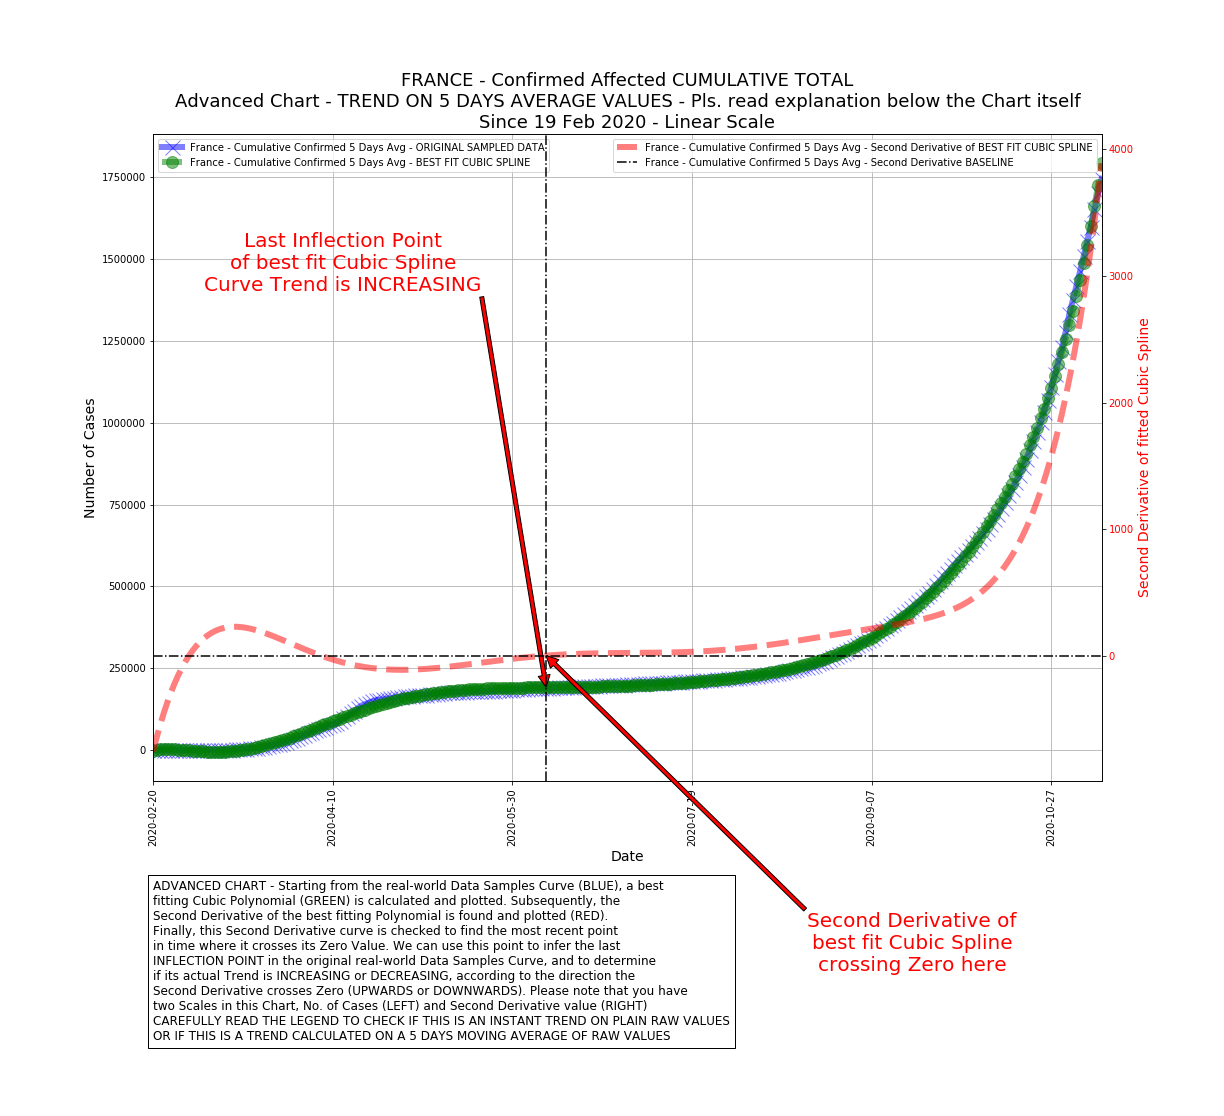 FRANCE - Confirmed Affected CUMULATIVE TOTAL
Advanced Chart - TREND ON 5 DAYS AVERAGE VALUES - Pls. read explanation below the Chart itself
Since 19 Feb 2020 - Linear Scale
France - Cumulative Confirmed 5 Days Avg - ORIGINAL SAMPLED DATA
France - Cumulative Confirmed 5 Days Avg - BEST FIT CUBIC SPLINE
France - Cumulative Confirmed 5 Days Avg - Second Derivative of BEST FIT CUBIC SPLINE
France - Cumulative Confirmed 5 Days Avg - Second Derivative BASELINE
Last Inflection Point
of best fit Cubic Spline
Curve Trend is INCREASING
Number of Cases
1750000
1500000
1250000
1000000
750000
500000
250000
0
4000
3000
2000
1000
0
Second Derivative of fitted Cubic Spline
2020-02-20
2020-04-10
2020-05-30
2020-07-19
2020-09-07
2020-10-27
Date
Second Derivative of
best fit Cubic Spline
crossing Zero here
ADVANCED CHART - Starting from the real-world Data Samples Curve (BLUE), a best
fitting Cubic Polynomial (GREEN) is calculated and plotted. Subsequently, the
Second Derivative of the best fitting Polynomial is found and plotted (RED).
Finally, this Second Derivative curve is checked to find the most recent point
in time where it crosses its Zero Value. We can use this point to infer the last
INFLECTION POINT in the original real-world Data Samples Curve, and to determine
if its actual Trend is INCREASING or DECREASING, according to the direction the
Second Derivative crosses Zero (UPWARDS or DOWNWARDS). Please note that you have
two Scales in this Chart, No. of Cases (LEFT) and Second Derivative value (RIGHT)
CAREFULLY READ THE LEGEND TO CHECK IF THIS IS AN INSTANT TREND ON PLAIN RAW VALUES
OR IF THIS IS A TREND CALCULATED ON A 5 DAYS MOVING AVERAGE OF RAW VALUES